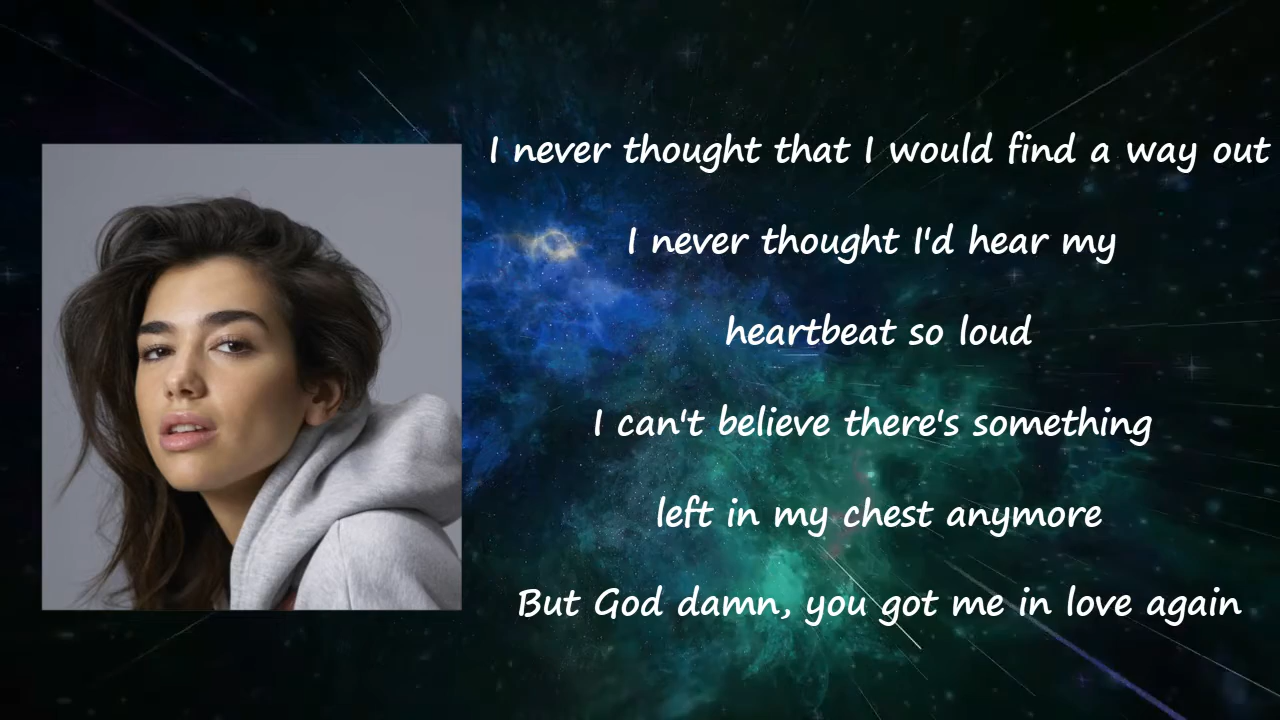 I never thought that I would find a way out
I never thought I'd hear my
heartbeat so loud
I can't believe there's something
left in my chest anymore
But God damn, you got me in love again